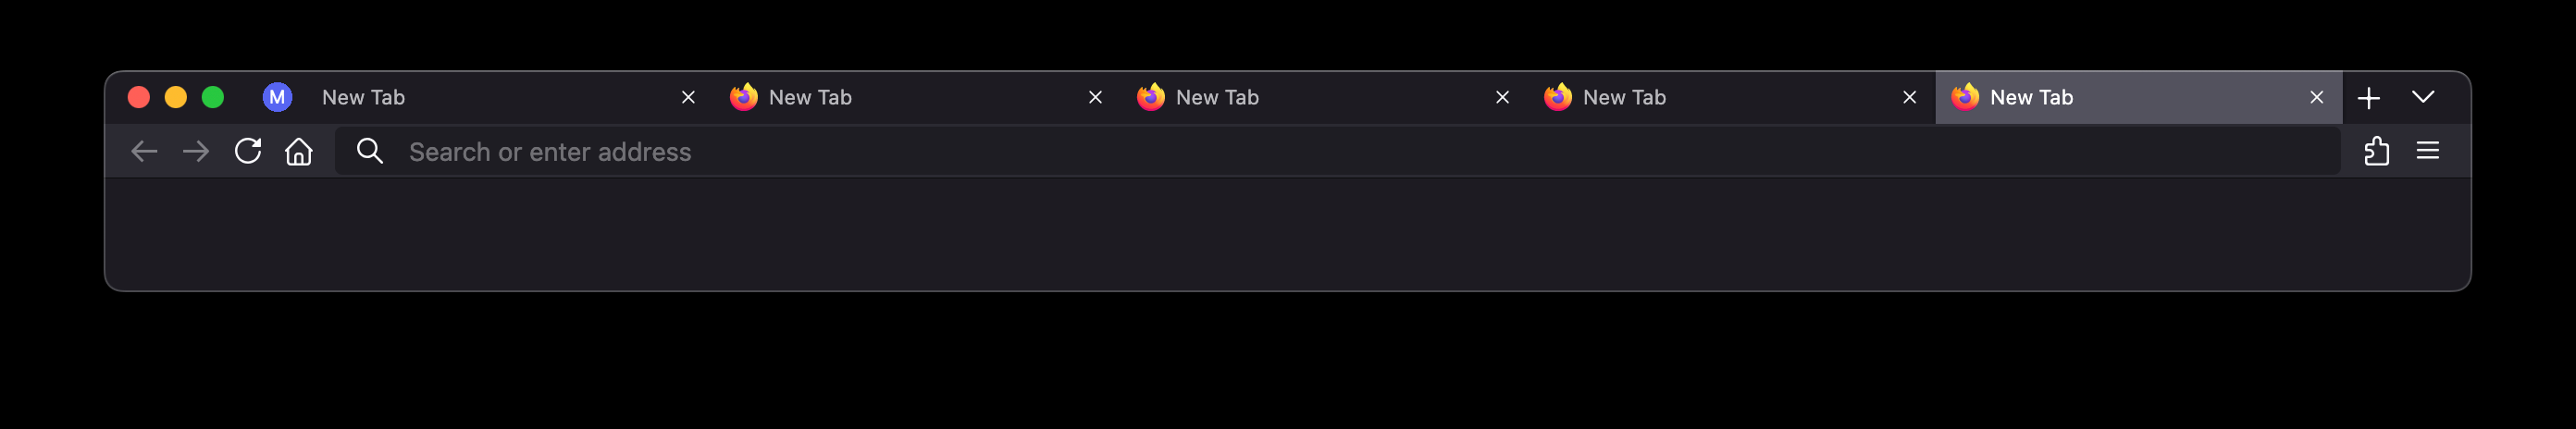 M New Tab New Tab New Tab New Tab New Tab
Search or enter address